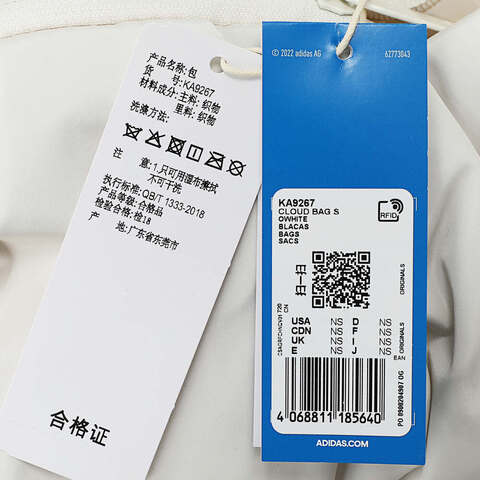 产品名称:包
货 号:KA9267
材料成分:主料:织物
里料:织物
洗涤方法:
注 意:1.只可用湿布擦拭
不可干洗
执行标准:QB/T 1333-2018
产品等级:合格品
检验合格:检18
产 地:广东省东莞市
合格证
© 2022 adidas AG
62773043
KA9267
CLOUD BAG S
OWHITE
BLACAS
BAGS
SACS
RFID
扫一扫
ORIGINALS
CN
USA NS D NS
CDN NS F NS
UK NS I NS
E NS J NS
EAN
ORIGINALS
4 068811 185640
PO 0900204907 OG
ADIDAS.COM